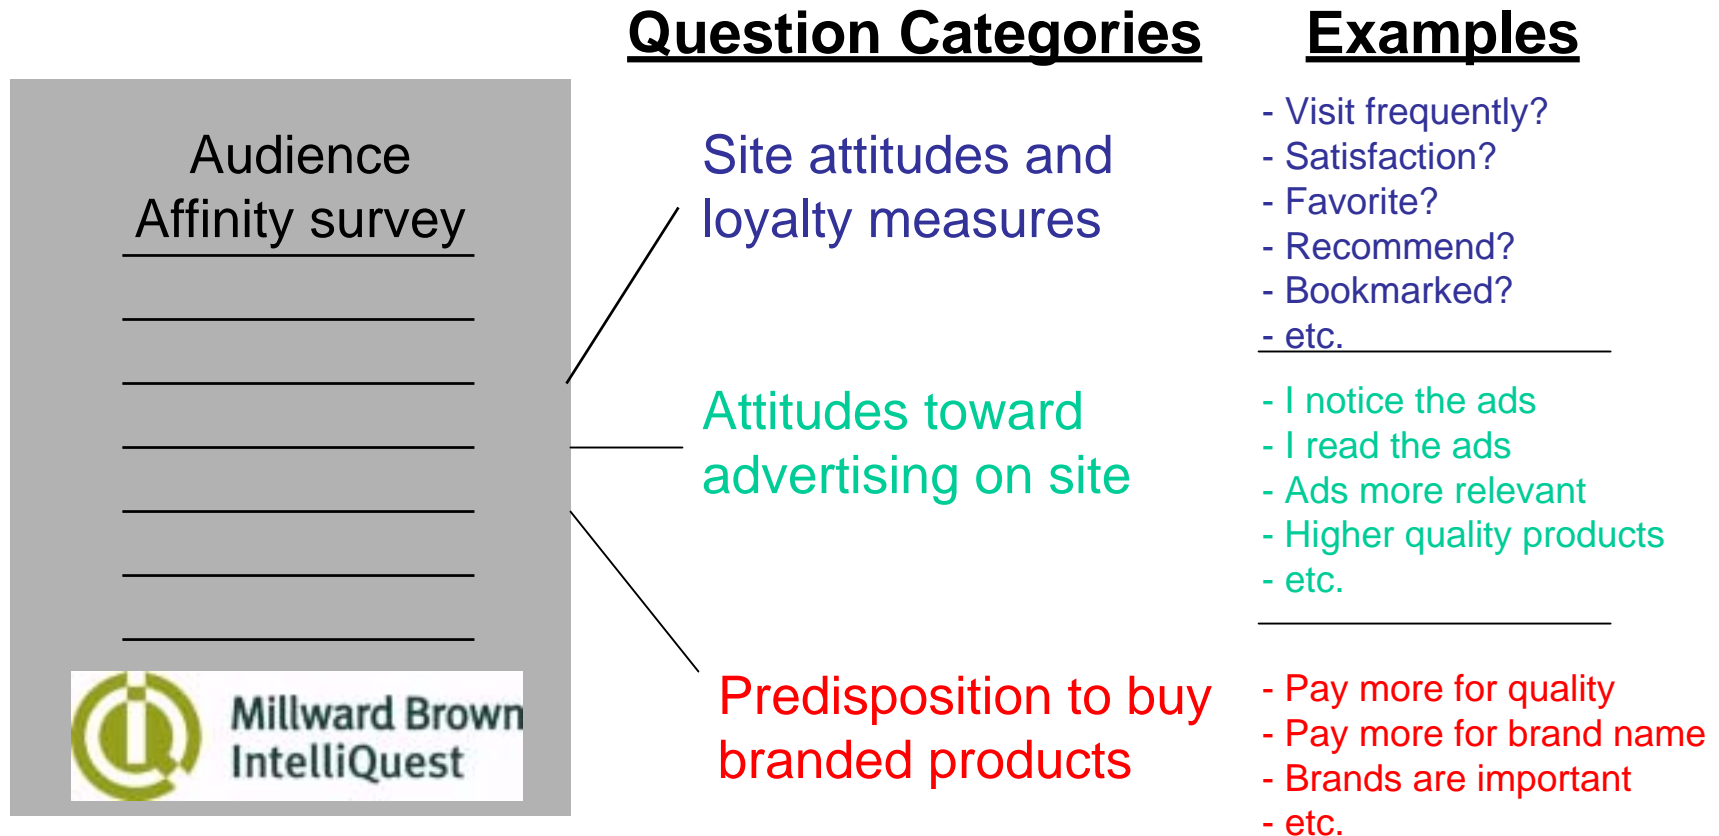 Question Categories
Examples
Audience
Affinity survey
Millward Brown
IntelliQuest
Site attitudes and
loyalty measures
- Visit frequently?
- Satisfaction?
- Favorite?
- Recommend?
- Bookmarked?
- etc.
Attitudes toward
advertising on site
- I notice the ads
- I read the ads
- Ads more relevant
- Higher quality products
- etc.
Predisposition to buy
branded products
- Pay more for quality
- Pay more for brand name
- Brands are important
- etc.